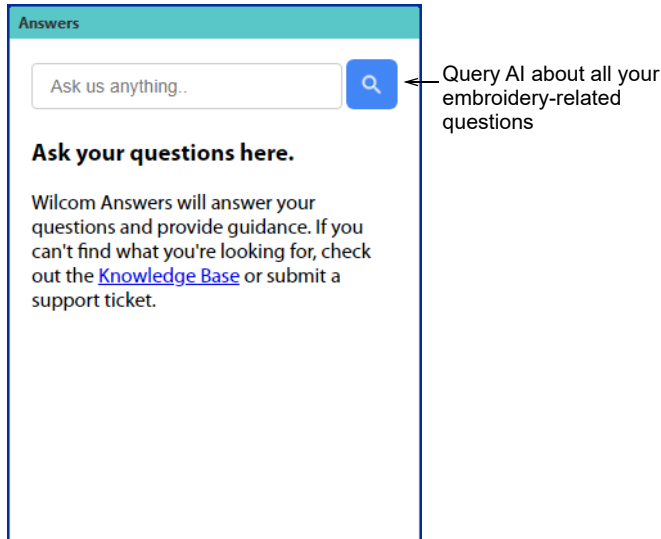 Answers
Ask us anything..
Query AI about all your
embroidery-related
questions
Ask your questions here.
Wilcom Answers will answer your
questions and provide guidance. If you
can't find what you're looking for, check
out the Knowledge Base or submit a
support ticket.